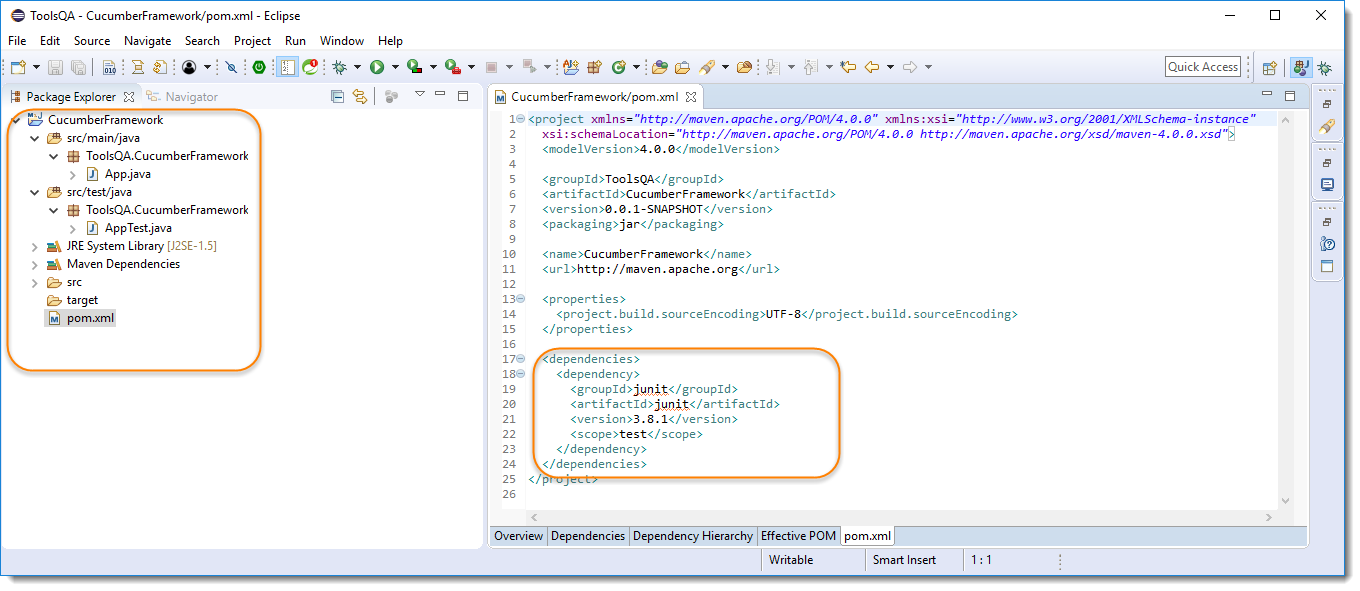 ToolsQA - CucumberFramework/pom.xml - Eclipse
File Edit Source Navigate Search Project Run Window Help
Quick Access
Package Explorer Navigator
CucumberFramework
src/main/java
ToolsQA.CucumberFramework
App.java
src/test/java
ToolsQA.CucumberFramework
AppTest.java
JRE System Library [J2SE-1.5]
Maven Dependencies
src
target
pom.xml
CucumberFramework/pom.xml
1 <project xmlns="http://maven.apache.org/POM/4.0.0" xmlns:xsi="http://www.w3.org/2001/XMLSchema-instance"
2 xsi:schemaLocation="http://maven.apache.org/POM/4.0.0 http://maven.apache.org/xsd/maven-4.0.0.xsd">
3 <modelVersion>4.0.0</modelVersion>
4
5 <groupId>ToolsQA</groupId>
6 <artifactId>CucumberFramework</artifactId>
7 <version>0.0.1-SNAPSHOT</version>
8 <packaging>jar</packaging>
9
10 <name>CucumberFramework</name>
11 <url>http://maven.apache.org</url>
12
13 <properties>
14 <project.build.sourceEncoding>UTF-8</project.build.sourceEncoding>
15 </properties>
16
17 <dependencies>
18 <dependency>
19 <groupId>junit</groupId>
20 <artifactId>junit</artifactId>
21 <version>3.8.1</version>
22 <scope>test</scope>
23 </dependency>
24 </dependencies>
25 </project>
26
Overview Dependencies Dependency Hierarchy Effective POM pom.xml
Writable Smart Insert 1 : 1